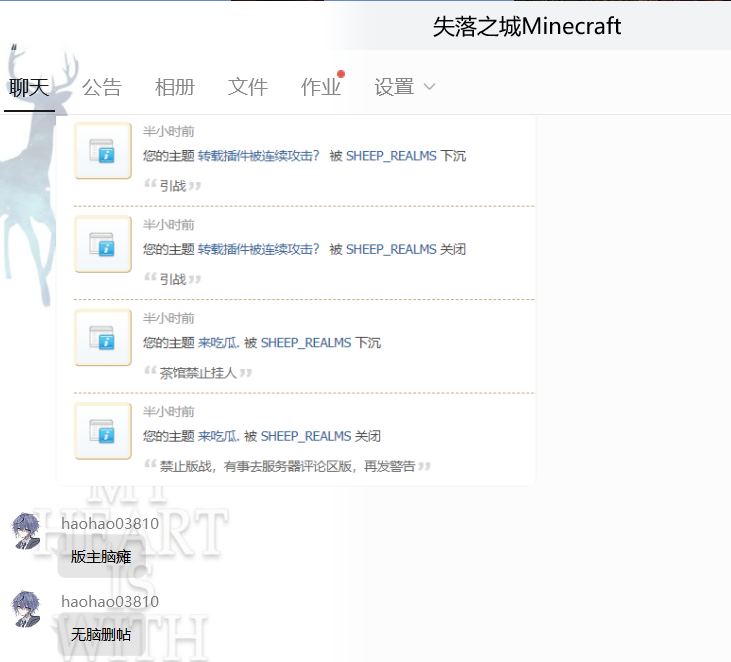 失落之城Minecraft
聊天 公告 相册 文件 作业 设置
半小时前
您的主题 转载插件被连续攻击? 被 SHEEP_REALMS 下沉
“引战”
半小时前
您的主题 转载插件被连续攻击? 被 SHEEP_REALMS 关闭
“引战”
半小时前
您的主题 来吃瓜. 被 SHEEP_REALMS 下沉
“茶馆禁止挂人”
半小时前
您的主题 来吃瓜. 被 SHEEP_REALMS 关闭
“禁止版战，有事去服务器评论区版，再发警告”
MY
haohao03810
HEART
版主脑瘫
IS
haohao03810
WITH
无脑删帖